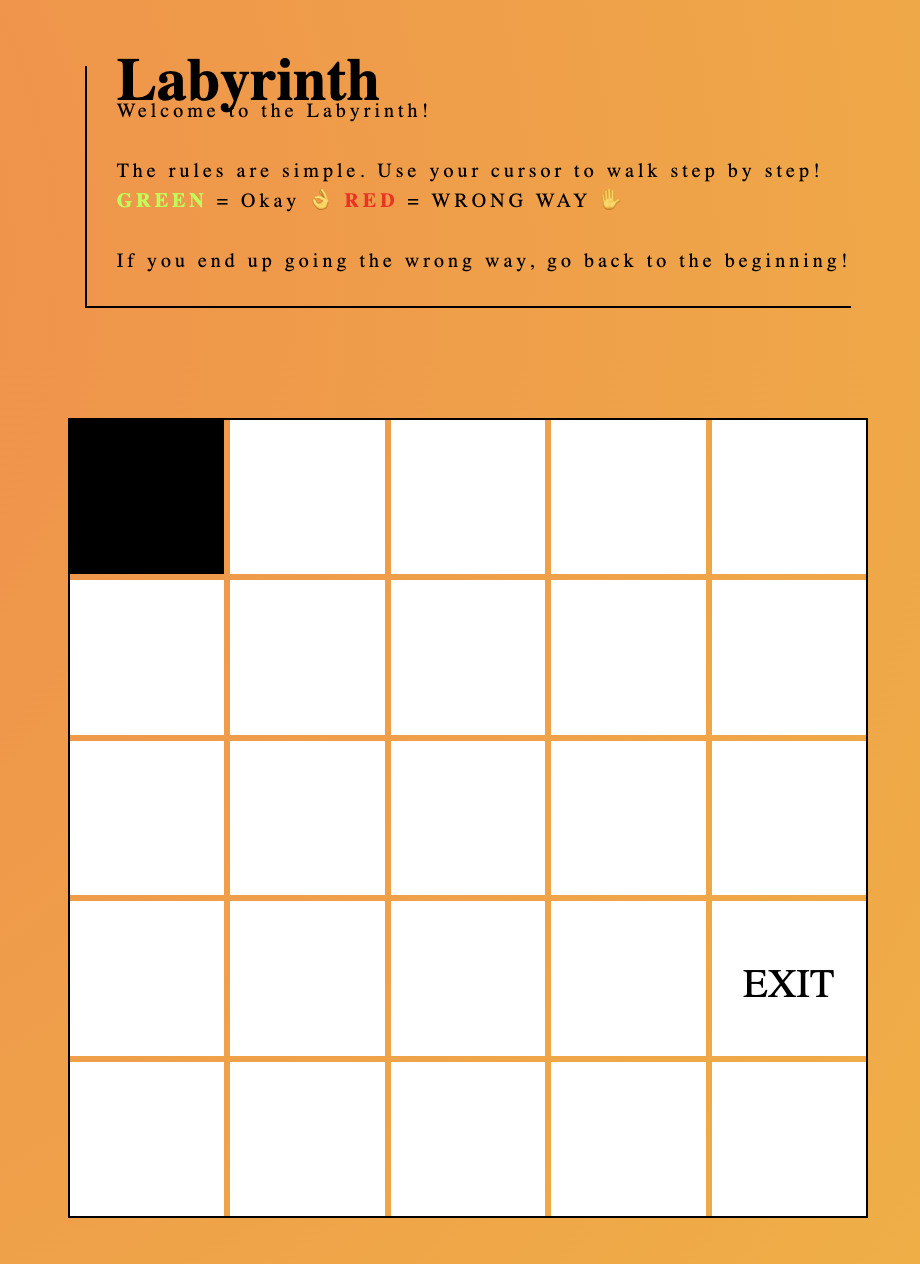 Labyrinth
Welcome to the Labyrinth!
The rules are simple. Use your cursor to walk step by step!
GREEN = Okay 👌 RED = WRONG WAY 🖐
If you end up going the wrong way, go back to the beginning!
EXIT